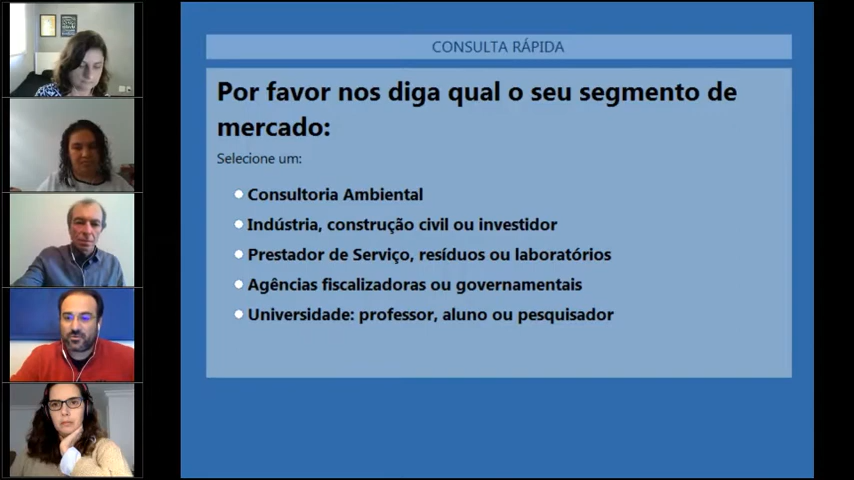 CONSULTA RÁPIDA
Por favor nos diga qual o seu segmento de
mercado:
Selecione um:
Consultoria Ambiental
Indústria, construção civil ou investidor
Prestador de Serviço, resíduos ou laboratórios
Agências fiscalizadoras ou governamentais
Universidade: professor, aluno ou pesquisador